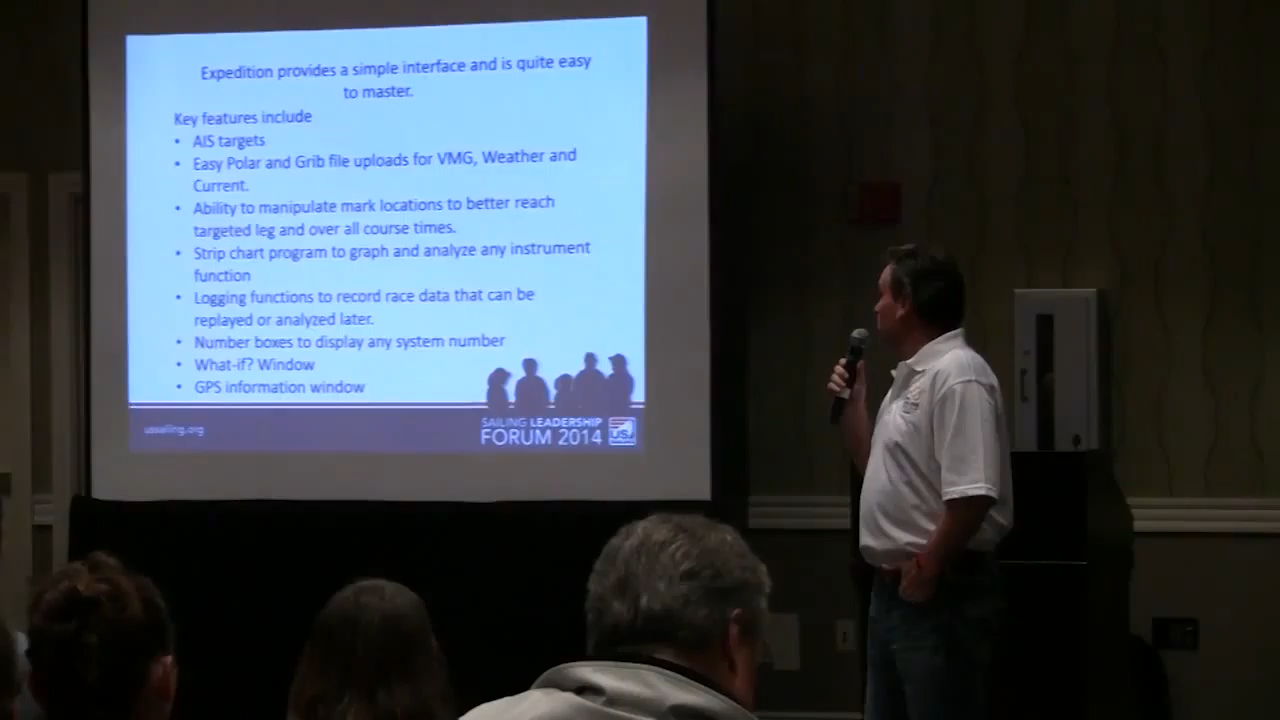 Expedition provides a simple interface and is quite easy
to master.
Key features include
• AIS targets
• Easy Polar and Grib file uploads for VMG, Weather and
Current.
• Ability to manipulate mark locations to better reach
targeted leg and over all course times.
• Strip chart program to graph and analyze any instrument
function
• Logging functions to record race data that can be
replayed or analyzed later.
• Number boxes to display any system number
• What-if? Window
• GPS information window
ussailing.org
SAILING LEADERSHIP
FORUM 2014
US